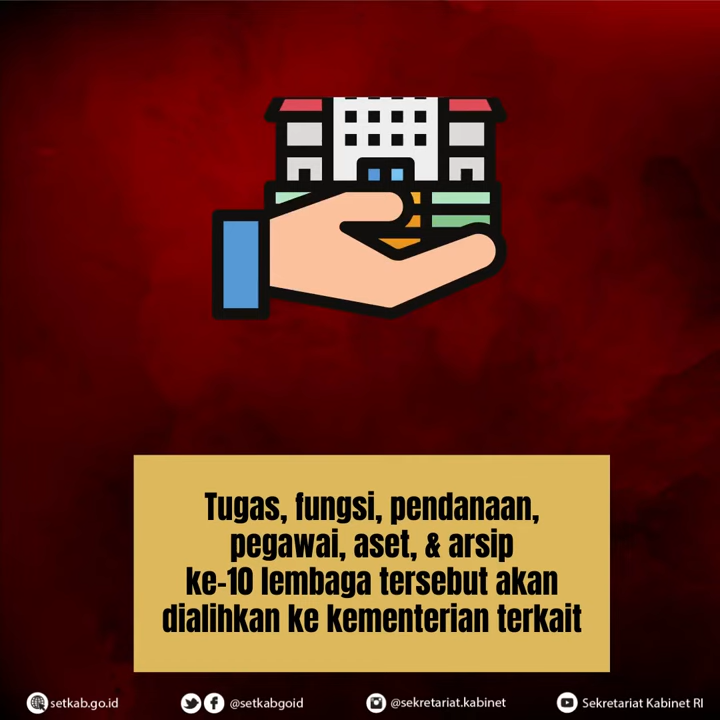 Tugas, fungsi, pendanaan,
pegawai, aset, & arsip
ke-10 lembaga tersebut akan
dialihkan ke kementerian terkait
setkab.go.id @setkabgoid @sekretariat.kabinet Sekretariat Kabinet RI